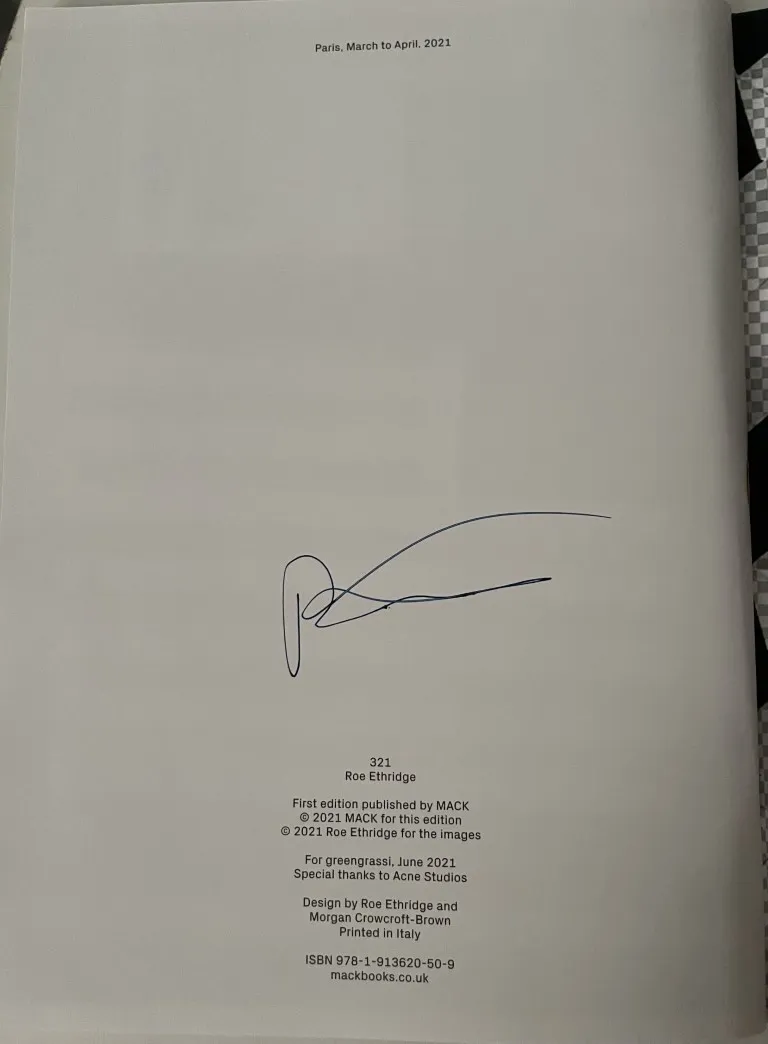 Paris, March to April. 2021
321
Roe Ethridge
First edition published by MACK
© 2021 MACK for this edition
© 2021 Roe Ethridge for the images
For greengrassi, June 2021
Special thanks to Acne Studios
Design by Roe Ethridge and
Morgan Crowcroft-Brown
Printed in Italy
ISBN 978-1-913620-50-9
mackbooks.co.uk